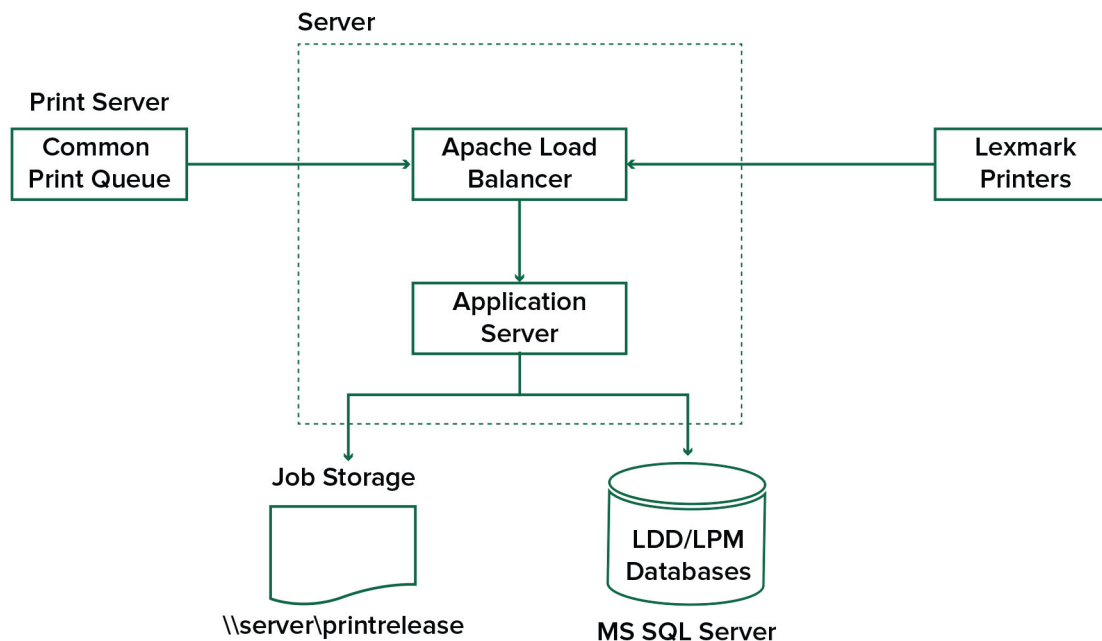 Server
Print Server
Common
Print Queue
Apache Load
Balancer
Lexmark
Printers
Application
Server
Job Storage
\\server\printrelease
LDD/LPM
Databases
MS SQL Server